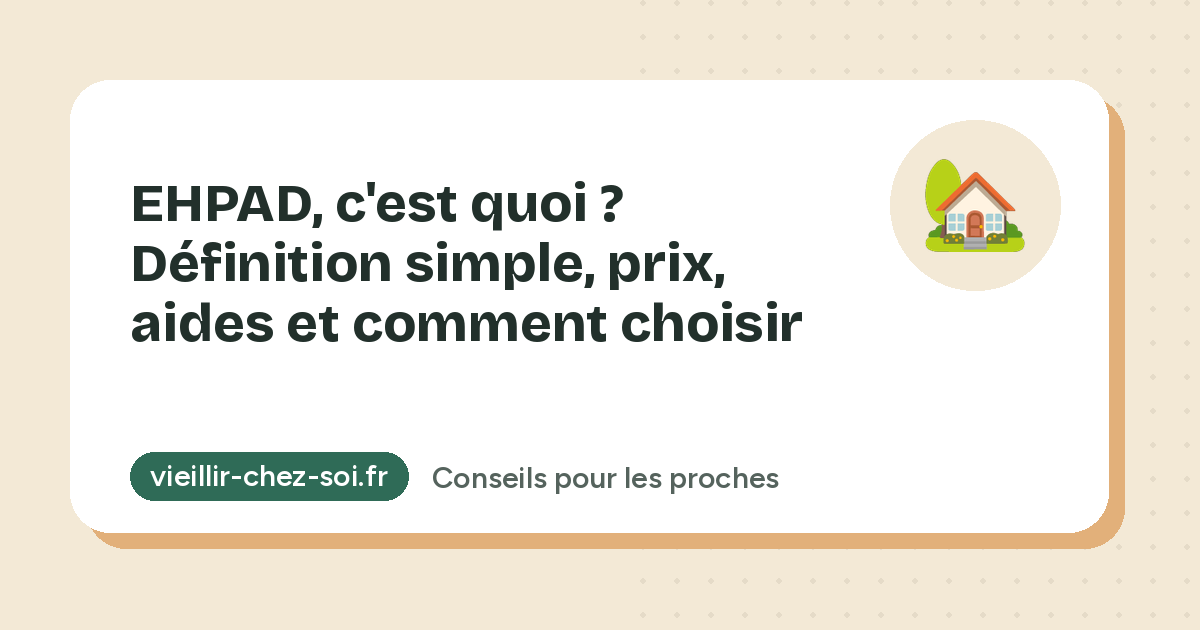 EHPAD, c'est quoi ?
Définition simple, prix,
aides et comment choisir
vieillir-chez-soi.fr
Conseils pour les proches